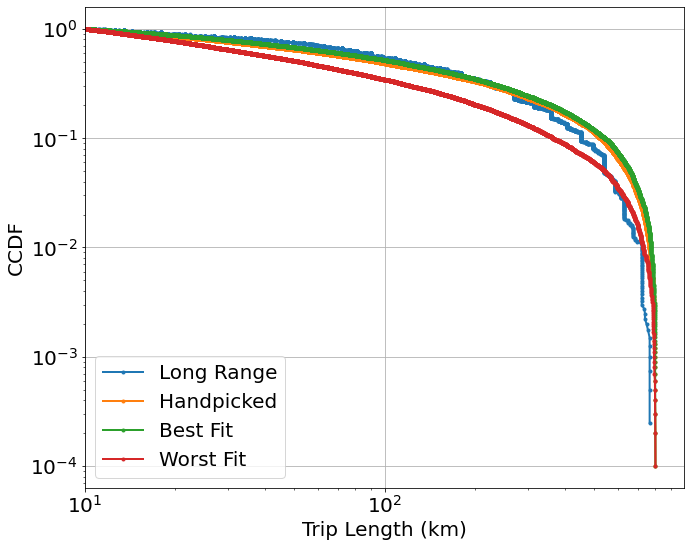 10⁰
10⁻¹
10⁻²
10⁻³
10⁻⁴
CCDF
Long Range
Handpicked
Best Fit
Worst Fit
10¹
10²
Trip Length (km)